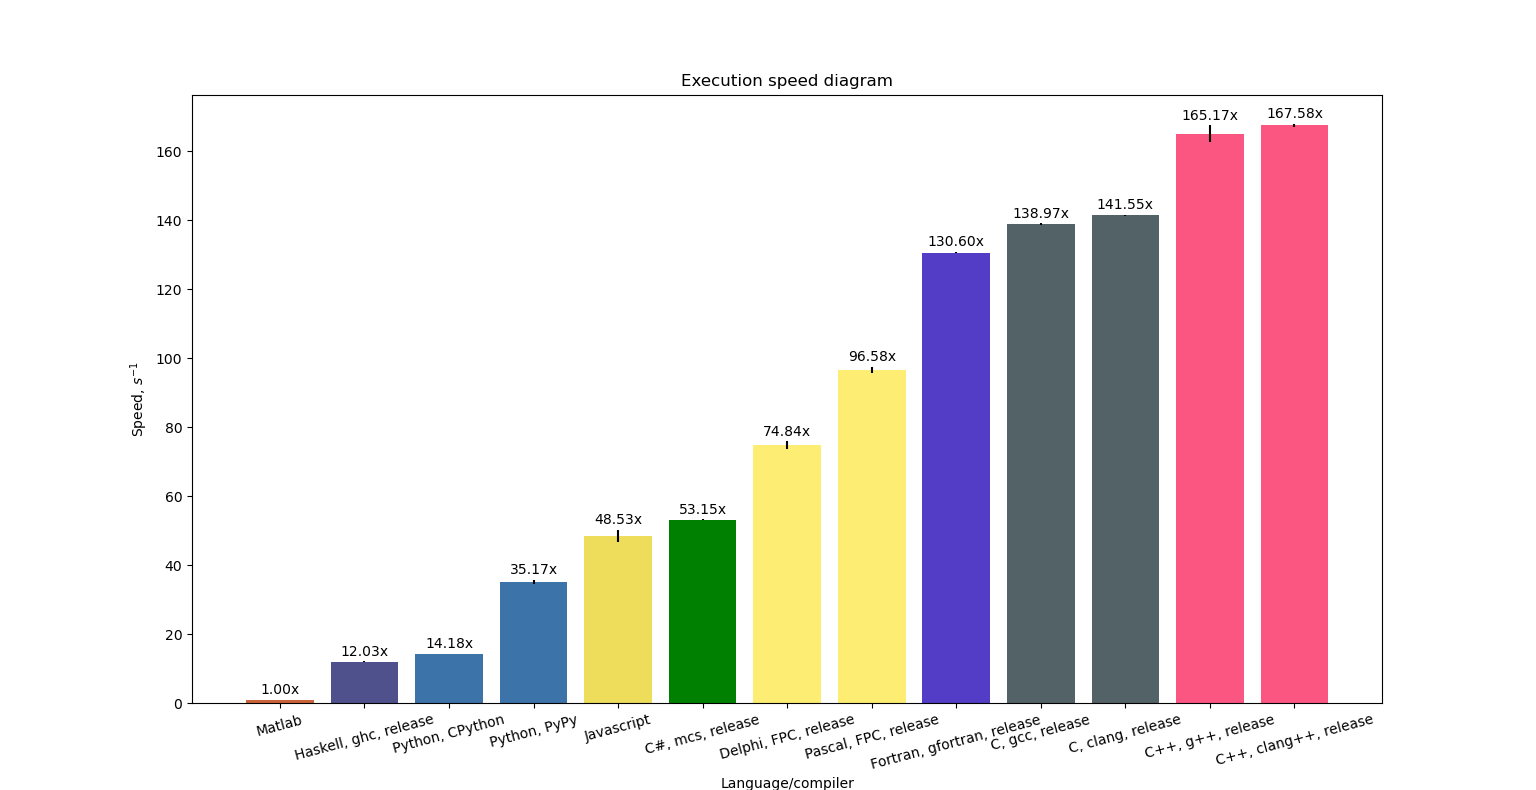 Execution speed diagram
Speed, s⁻¹
160
140
120
100
80
60
40
20
0
1.00x
12.03x
14.18x
35.17x
48.53x
53.15x
74.84x
96.58x
130.60x
138.97x
141.55x
165.17x
167.58x
Matlab
Haskell, ghc, release
Python, CPython
Python, PyPy
Javascript
C#, mcs, release
Delphi, FPC, release
Pascal, FPC, release
Fortran, gfortran, release
C, gcc, release
C, clang, release
C++, g++, release
C++, clang++, release
Language/compiler